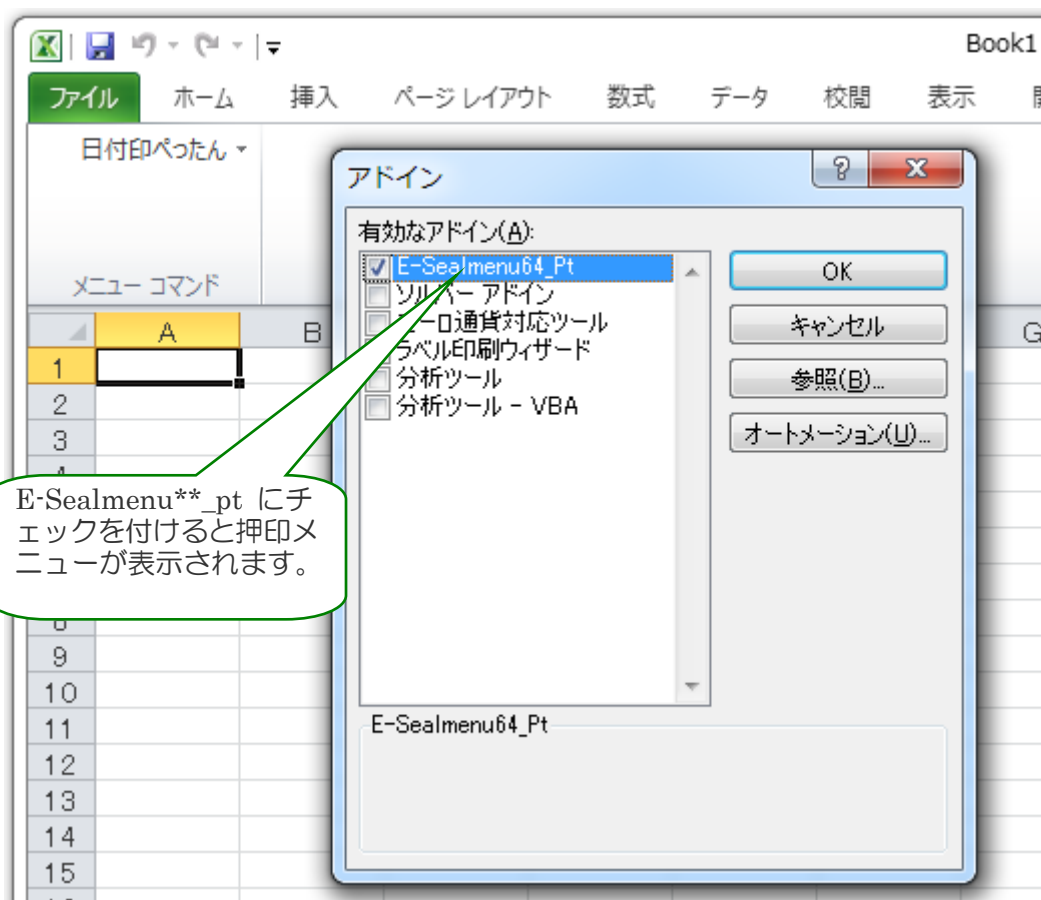 Book1
ファイル ホーム 挿入 ページ レイアウト 数式 データ 校閲 表示
日付印ぺったん
メニュー コマンド
アドイン
有効なアドイン(A):
E-Sealmenu64_Pt
ソルバー アドイン
ユーロ通貨対応ツール
ラベル印刷ウィザード
分析ツール
分析ツール - VBA
OK
キャンセル
参照(B)...
オートメーション(U)...
E-Sealmenu64_Pt
E-Sealmenu**_pt にチ
ェックを付けると押印メ
ニューが表示されます。
A B G
1
2
3
9
10
11
12
13
14
15